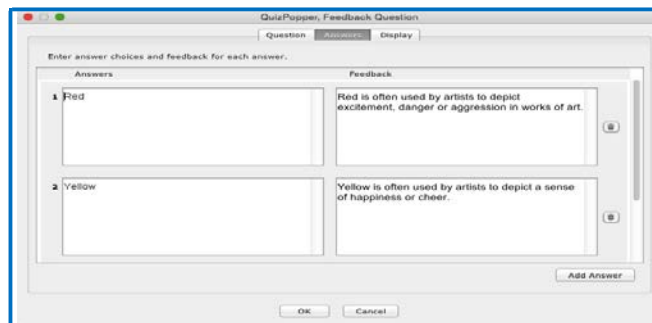 QuizPopper, Feedback Question
Question Answers Display
Enter answer choices and feedback for each answer.
Answers Feedback
1 Red
Red is often used by artists to depict
excitement, danger or aggression in works of art.
2 Yellow
Yellow is often used by artists to depict a sense
of happiness or cheer.
Add Answer
OK Cancel